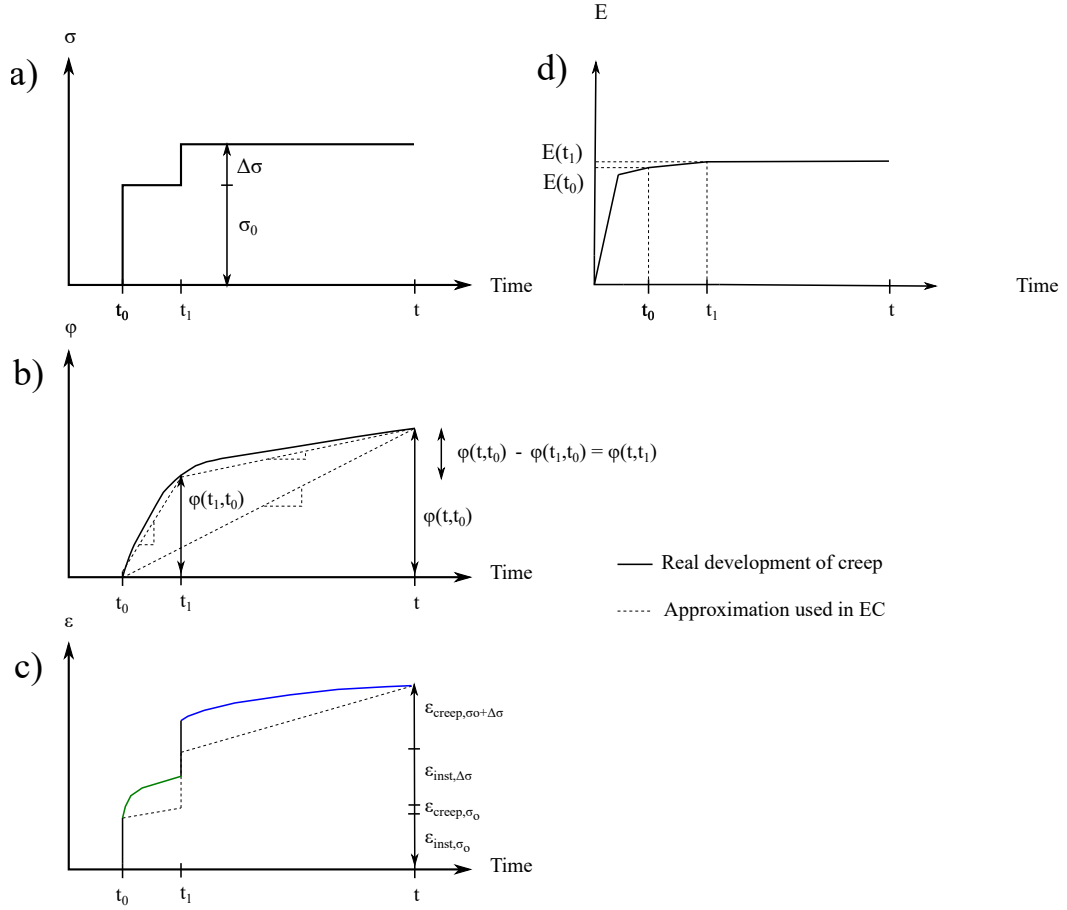 a)
σ
Δσ
σ0
Time
t0
t1
t
d)
E
E(t1)
E(t0)
Time
t0
t1
t
b)
φ
φ(t1,t0)
φ(t,t0)
φ(t,t0) - φ(t1,t0) = φ(t,t1)
Time
t0
t1
t
Real development of creep
Approximation used in EC
c)
ε
εcreep,σo+Δσ
εinst,Δσ
εcreep,σo
εinst,σo
Time
t0
t1
t